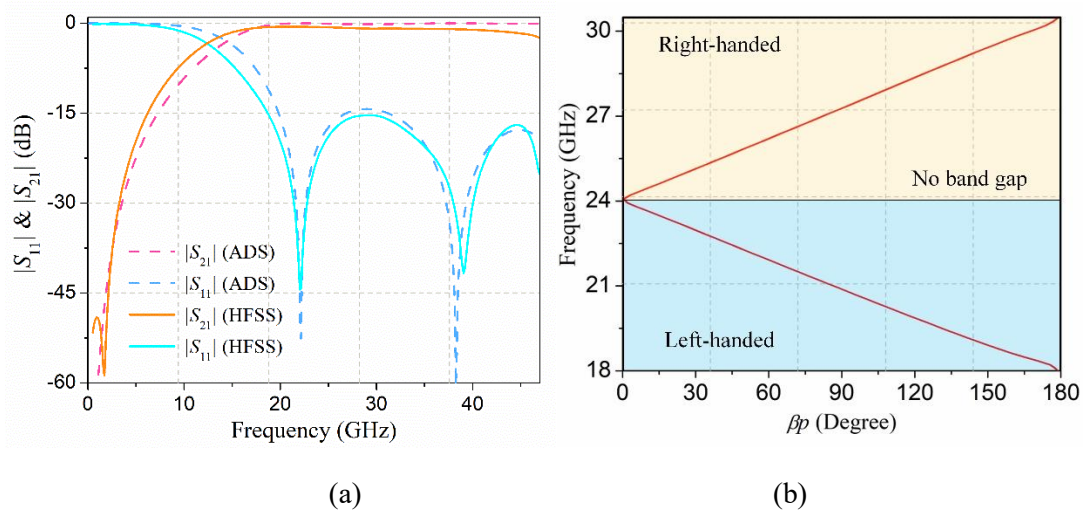 0
-15
-30
-45
-60
|S₁₁| & |S₂₁| (dB)
|S₂₁| (ADS)
|S₁₁| (ADS)
|S₂₁| (HFSS)
|S₁₁| (HFSS)
0 10 20 30 40
Frequency (GHz)
(a)
30
27
24
21
18
Frequency (GHz)
Right-handed
No band gap
Left-handed
0 30 60 90 120 150 180
βp (Degree)
(b)